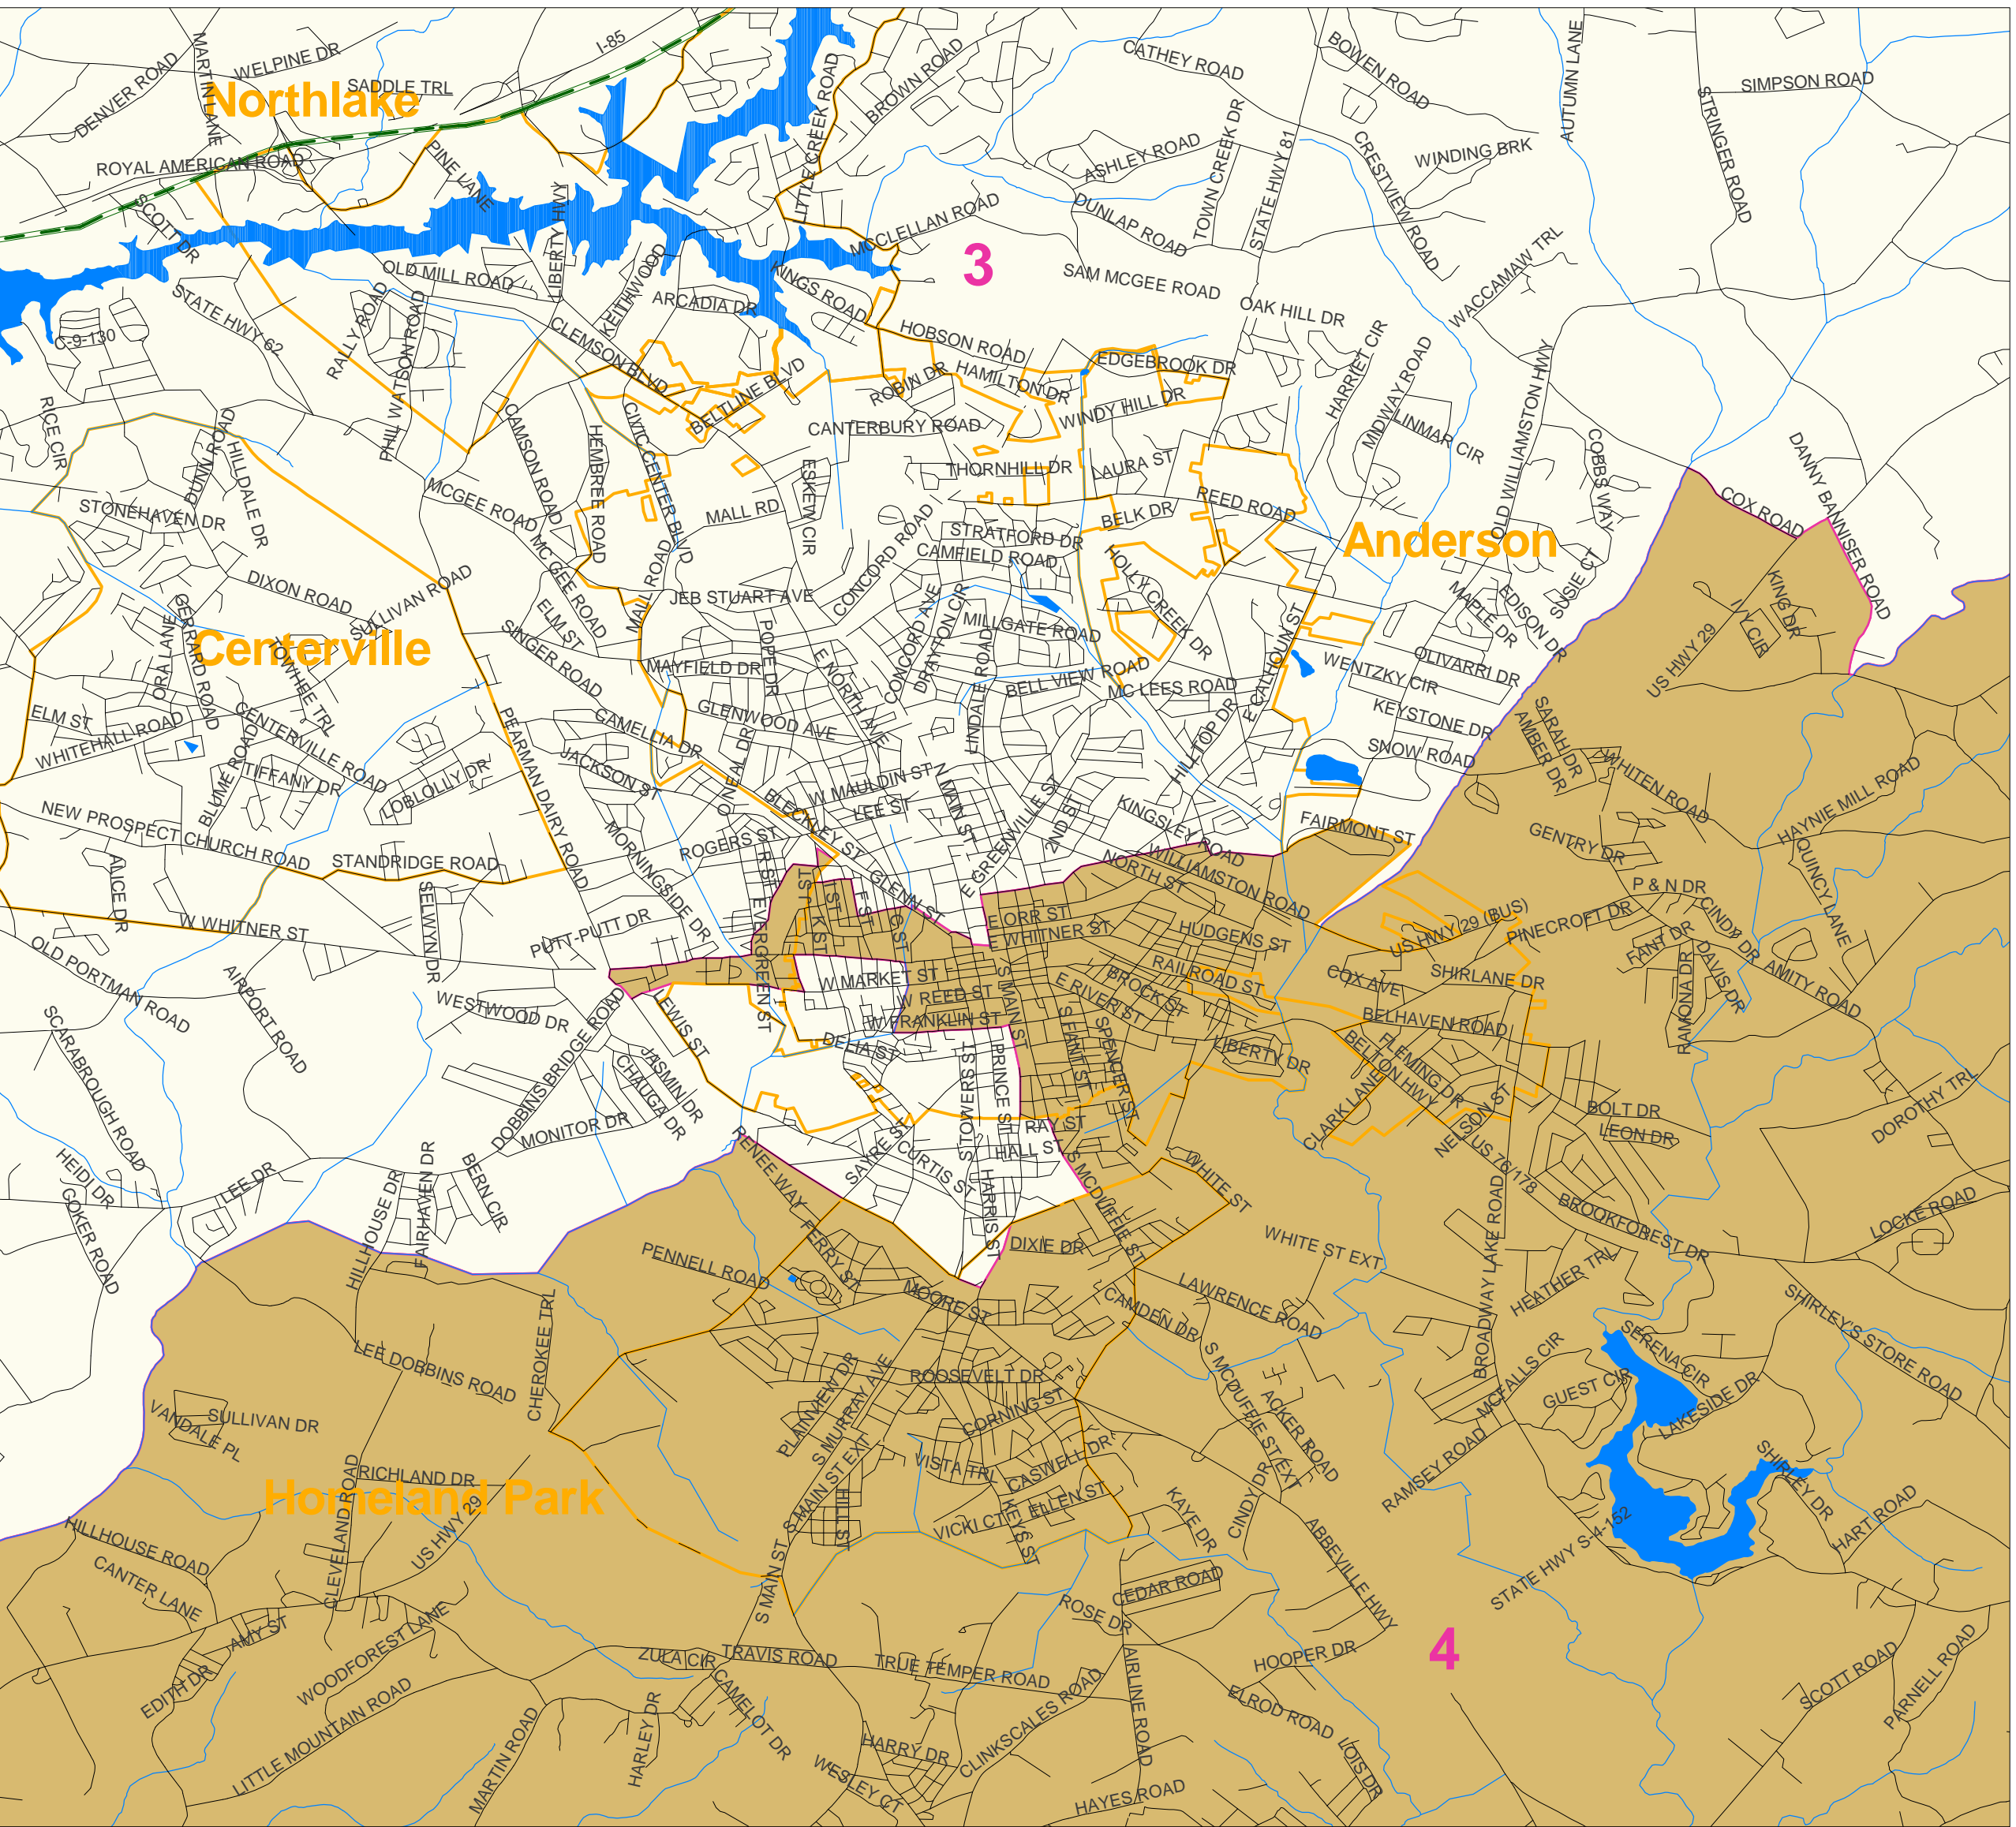 I-85
CATHEY ROAD
BOWEN ROAD
AUTUMN LANE
SIMPSON ROAD
DENVER ROAD
MARTIN LANE
WELPINE DR
SADDLE TRL
Northlake
BROWN ROAD
LITTLE CREEK ROAD
STRINGER ROAD
ROYAL AMERICAN ROAD
PINE LANE
ASHLEY ROAD
TOWN CREEK DR
STATE HWY 81
CRESTVIEW ROAD
WINDING BRK
SCOTT DR
LIBERTY HWY
MCCLELLAN ROAD
DUNLAP ROAD
3
OLD MILL ROAD
KEITHWOOD
ARCADIA DR
KINGS ROAD
SAM MCGEE ROAD
WACCAMAW TRL
STATE HWY 62
RALLY ROAD
PHIL WATSON ROAD
OAK HILL DR
C-9-130
CLEMSON BLVD
HOBSON ROAD
EDGEBROOK DR
HARRIET CIR
MIDWAY ROAD
OLD WILLIAMSTON HWY
BELTLINE BLVD
ROBIN DR
HAMILTON DR
WINDY HILL DR
LINMAR CIR
RICE CIR
DUNN ROAD
HILLDALE DR
CAMSON ROAD
HEMBREE ROAD
CIVIC CENTER BLVD
CANTERBURY ROAD
COBBS WAY
DANNY BANNISER ROAD
ESKEW CIR
THORNHILL DR
LAURA ST
STONEHAVEN DR
MCGEE ROAD
MALL RD
REED ROAD
COX ROAD
BELK DR
STRATFORD DR
CAMFIELD ROAD
CONCORD ROAD
Anderson
MC GEE ROAD
MALL ROAD
DIXON ROAD
SULLIVAN ROAD
ELM ST
JEB STUART AVE
HOLLY CREEK DR
MAPLE DR
EDISON DR
SUSIE CT
KING DR
IVY CIR
US HWY 29
GERRARD ROAD
ORA LANE
Centerville
TOWHEE TRL
SINGER ROAD
POPE DR
CONCORD AVE
DRAYTON CIR
MILLGATE ROAD
LINDALE ROAD
E CALHOUN ST
WENTZKY CIR
OLIVARRI DR
MAYFIELD DR
E NORTH AVE
BELL VIEW ROAD
MC LEES ROAD
ELM ST
WHITEHALL ROAD
CENTERVILLE ROAD
PEARMAN DAIRY ROAD
CAMELLIA DR
GLENWOOD AVE
HILLTOP DR
KEYSTONE DR
SNOW ROAD
SARAH DR
AMBER DR
BLUME ROAD
TIFFANY DR
LOBLOLLY DR
JACKSON ST
O NEAL DR
W MAULDIN ST
LEE ST
N MAIN ST
WHITEN ROAD
HAYNIE MILL ROAD
NEW PROSPECT CHURCH ROAD
BLECKLEY ST
E GREENVILLE ST
2ND ST
KINGSLEY ROAD
FAIRMONT ST
GENTRY DR
QUINCY LANE
ALICE DR
STANDRIDGE ROAD
MORNINGSIDE DR
ROGERS ST
R ST
GLENN ST
NORTH ST
WILLIAMSTON ROAD
P & N DR
CINDY DR
SELWYN DR
EVERGREEN ST
K ST
I ST
F ST
G ST
W WHITNER ST
PUTT-PUTT DR
E ORR ST
E WHITNER ST
HUDGENS ST
US HWY 29 (BUS)
PINECROFT DR
FANT DR
DAVIS DR
OLD PORTMAN ROAD
AIRPORT ROAD
W MARKET ST
W REED ST
W FRANKLIN ST
S MAIN ST
BROCK ST
RAILROAD ST
E RIVER ST
COX AVE
SHIRLANE DR
AMITY ROAD
RAMONA DR
WESTWOOD DR
DOBBINS BRIDGE ROAD
LEWIS ST
DELIA ST
S FANT ST
SPENCER ST
LIBERTY DR
BELHAVEN ROAD
SCARABROUGH ROAD
JASMIN DR
CHAUGA DR
STOWERS ST
PRINCE ST
BELTON HWY
FLEMING DR
CLARK LANE
NELSON ST
BOLT DR
LEON DR
DOROTHY TRL
MONITOR DR
RENEE WAY
SAYRE ST
CURTIS ST
E RAY ST
HALL ST
US 76/178
HEIDI DR
LEE DR
BERN CIR
FAIRHAVEN DR
HILLHOUSE DR
COKER ROAD
HARRIS ST
S MCDUFFIE ST
WHITE ST
BROOKFOREST DR
LOCKE ROAD
PENNELL ROAD
FERRY ST
DIXIE DR
WHITE ST EXT
BROADWAY LAKE ROAD
HEATHER TRL
MOORE ST
CAMDEN DR
LAWRENCE ROAD
SHIRLEY'S STORE ROAD
CHEROKEE TRL
LEE DOBBINS ROAD
ROOSEVELT DR
PLAINVIEW DR
S MURRAY AVE
S MCDUFFIE ST EXT
ACKER ROAD
MCFALLS CIR
GUEST CIR
SERENA CIR
LAKESIDE DR
VANDALE PL
SULLIVAN DR
CORNING ST
CASWELL DR
VISTA TRL
RAMSEY ROAD
SHIRLEY DR
CLEVELAND ROAD
RICHLAND DR
Homeland Park
US HWY 29
S MAIN ST EXT
HILL ST
VICKI CT
KEYS ST
ELLEN ST
KAYE DR
CINDY DR
HART ROAD
HILLHOUSE ROAD
CANTER LANE
S MAIN ST
ABBEVILLE HWY
STATE HWY S-4-152
CEDAR ROAD
ROSE DR
AMY ST
WOODFOREST LANE
EDITH DR
ZULA CIR
TRAVIS ROAD
TRUE TEMPER ROAD
HOOPER DR
4
SCOTT ROAD
PARNELL ROAD
LITTLE MOUNTAIN ROAD
MARTIN ROAD
HARLEY DR
CAMELOT DR
HARRY DR
WESLEY CT
CLINKSCALES ROAD
AIRLINE ROAD
ELROD ROAD
LOIS DR
HAYES ROAD